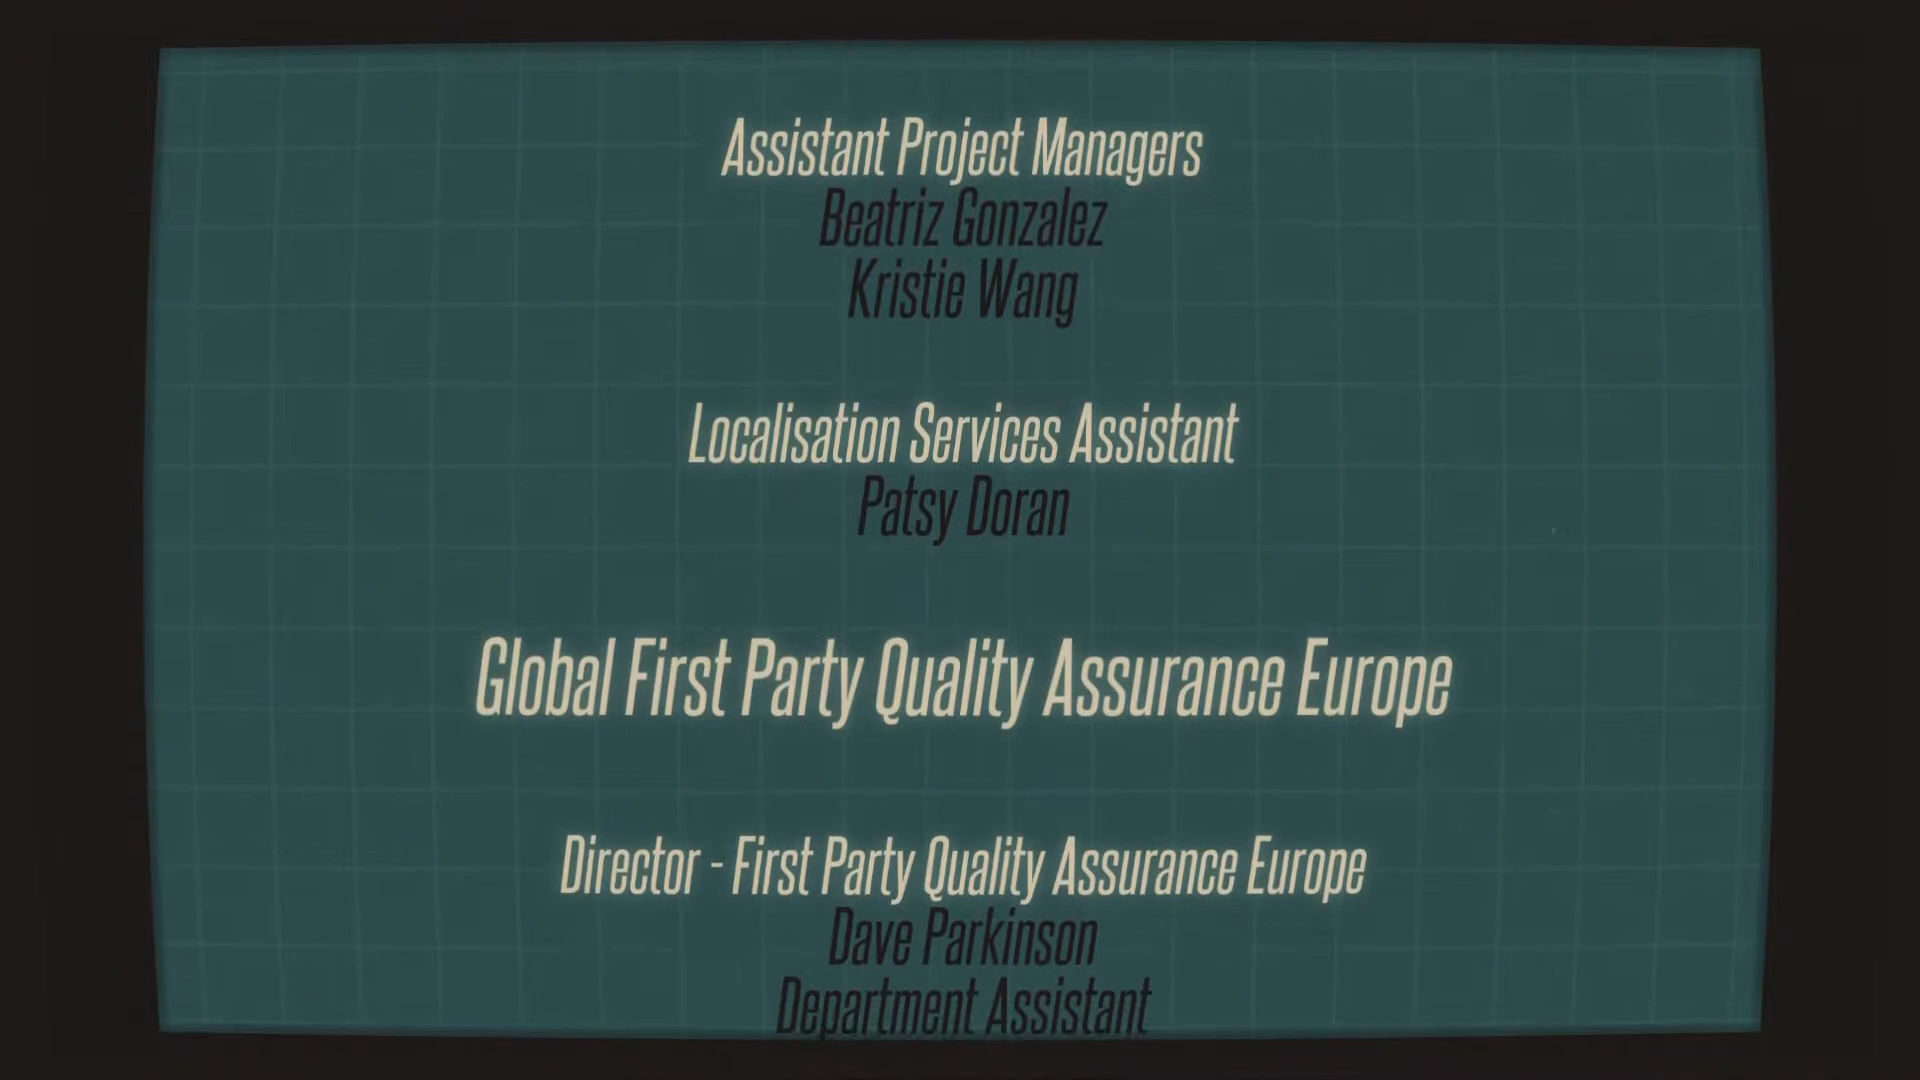 Assistant Project Managers
Beatriz Gonzalez
Kristie Wang
Localisation Services Assistant
Patsy Doran
Global First Party Quality Assurance Europe
Director - First Party Quality Assurance Europe
Dave Parkinson
Department Assistant